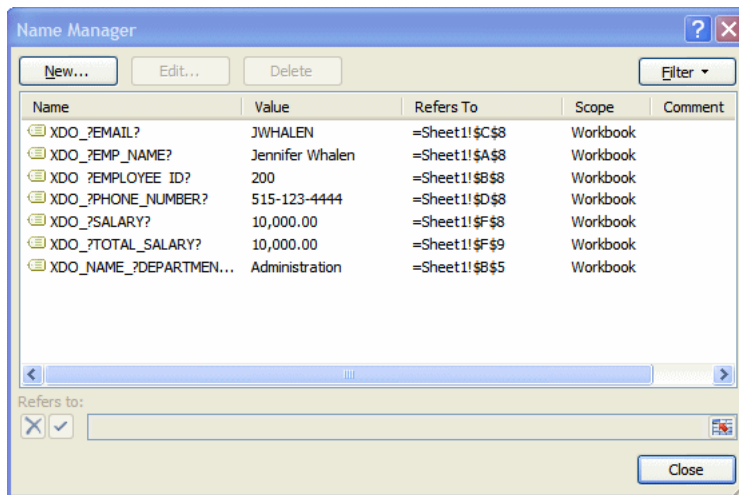 Name Manager
New... Edit... Delete Filter
Name Value Refers To Scope Comment
XDO_?EMAIL? JWHALEN =Sheet1!$C$8 Workbook
XDO_?EMP_NAME? Jennifer Whalen =Sheet1!$A$8 Workbook
XDO_?EMPLOYEE_ID? 200 =Sheet1!$B$8 Workbook
XDO_?PHONE_NUMBER? 515-123-4444 =Sheet1!$D$8 Workbook
XDO_?SALARY? 10,000.00 =Sheet1!$F$8 Workbook
XDO_?TOTAL_SALARY? 10,000.00 =Sheet1!$F$9 Workbook
XDO_NAME_?DEPARTMEN... Administration =Sheet1!$B$5 Workbook
Refers to:
Close